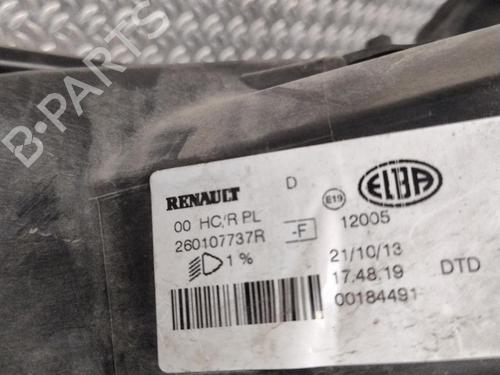 B-PARTS
RENAULT D E19 ELBA
00 HC/R PL -F 12005
260107737R 21/10/13
1 % 17.48.19 DTD
00184491